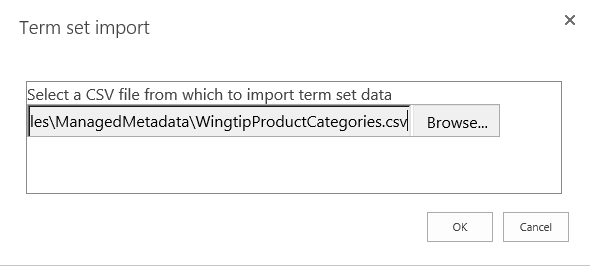 Term set import
Select a CSV file from which to import term set data
les\ManagedMetadata\WingtipProductCategories.csv
Browse...
OK
Cancel